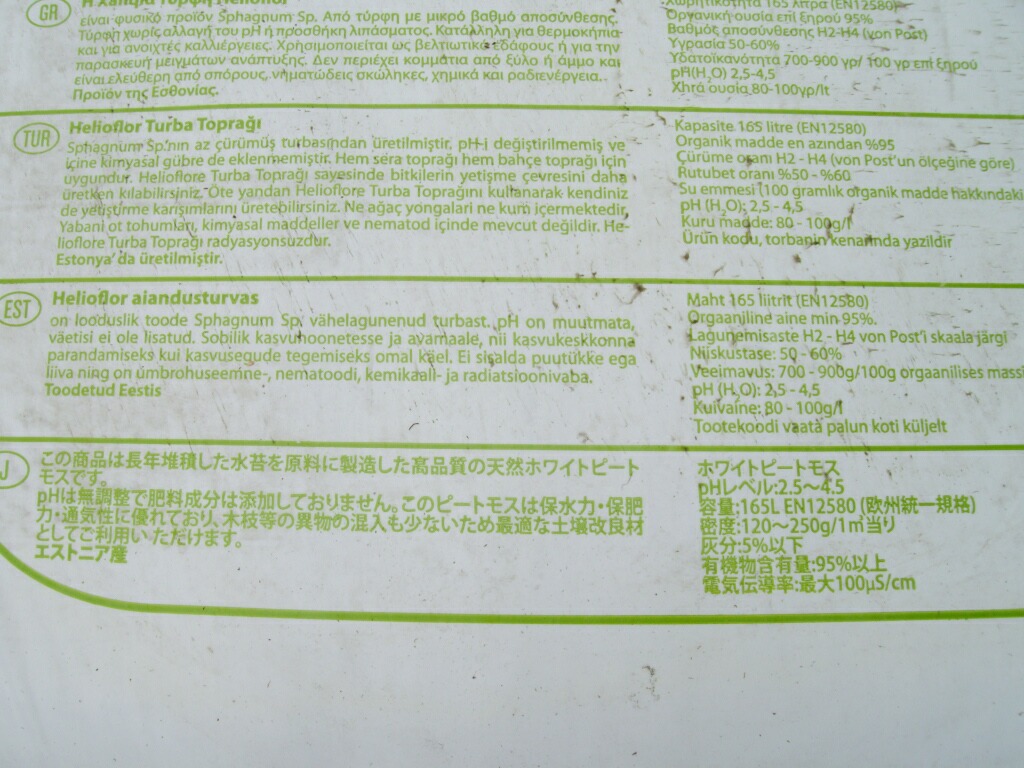 GR
Η Χαλαρά Τύρφη Helioflor
είναι φυσικό προϊόν Sphagnum Sp. Από τύρφη με μικρό βαθμό αποσύνθεσης.
Τύρφη χωρίς αλλαγή του pH ή προσθήκη λιπάσματος. Κατάλληλη για θερμοκήπια
και για ανοιχτές καλλιέργειες. Χρησιμοποιείται ως βελτιωτικό εδάφους ή για την
παρασκευή μειγμάτων ανάπτυξης. Δεν περιέχει κομμάτια από ξύλο ή άμμο και
είναι ελεύθερη από σπόρους, νηματώδεις σκώληκες, χημικά και ραδιενέργεια.
Προϊόν της Εσθονίας.
Χωρητικότητα 165 λίτρα (EN12580)
Οργανική ουσία επί ξηρού 95%
Βαθμός αποσύνθεσης H2-H4 (von Post)
Υγρασία 50-60%
Υδατοϊκανότητα 700-900 γρ/ 100 γρ επί ξηρού
pH(H₂O) 2,5-4,5
Xhrά ουσία 80-100γρ/lt
TUR
Helioflor Turba Toprağı
Sphagnum Sp'nın az çürümüş turbasından üretilmiştir, pH-i değiştirilmemiş ve
içine kimyasal gübre de eklenmemiştir. Hem sera toprağı hem bahçe toprağı için
uygundur. Helioflore Turba Toprağı sayesinde bitkilerin yetişme çevresini daha
üretken kılabilirsiniz. Öte yandan Helioflore Turba Toprağını kullanarak kendiniz
de yetiştirme karışımlarını üretebilirsiniz. Ne ağaç yongalari ne kum içermektedir.
Yabani ot tohumları, kimyasal maddeller ve nematod içinde mevcut değildir. He-
lioflore Turba Toprağı radyasyonsuzdur.
Estonya'da üretilmiştir.
Kapasite 165 litre (EN12580)
Organik madde en azından %95
Çürüme oranı H2 - H4 (von Post'un ölçeğine göre)
Rutubet oranı %50 - %60
Su emmesi (100 gramlık organik madde hakkındaki
pH (H₂O): 2,5 - 4,5
Kuru madde: 80 - 100g/l
Ürün kodu, torbanin kenarında yazildir
EST
Helioflor aiandusturvas
on looduslik toode Sphagnum Sp. vähelagunenud turbast. pH on muutmata,
väetisi ei ole lisatud. Sobilik kasvuhoonetesse ja avamaale, nii kasvukeskkonna
parandamiseks kui kasvusegude tegemiseks omal käel. Ei sisalda puutükke ega
liiva ning on umbrohuseemne-, nematoodi, kemikaali- ja radiatsioonivaba.
Toodetud Eestis
Maht 165 liitrit (EN12580)
Orgaaniline aine min 95%.
Lagunemisaste H2 - H4 von Post'i skaala järgi
Niiskustase: 50 - 60%
Veeimavus: 700 - 900g/100g orgaanilises massi
pH (H₂O): 2,5 - 4,5
Kuivaine: 80 - 100g/l
Tootekoodi vaata palun koti küljelt
J
この商品は長年堆積した水苔を原料に製造した高品質の天然ホワイトピート
モスです。
pHは無調整で肥料成分は添加しておりません。このピートモスは保水力・保肥
力・通気性に優れており、木枝等の異物の混入も少ないため最適な土壌改良材
としてご利用いただけます。
エストニア産
ホワイトピートモス
pHレベル:2.5～4.5
容量:165L EN12580 (欧州統一規格)
密度:120～250g/1㎡当り
灰分:5%以下
有機物含有量:95%以上
電気伝導率:最大100μS/cm